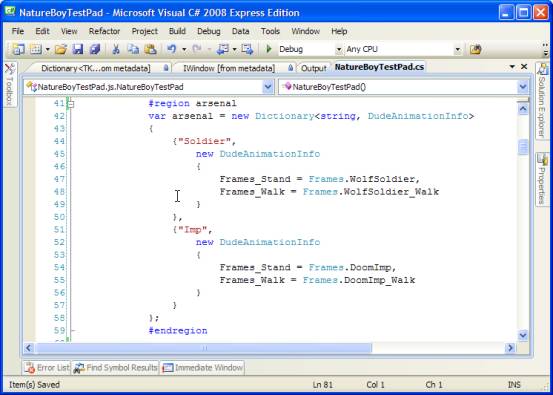 NatureBoyTestPad - Microsoft Visual C# 2008 Express Edition
File Edit View Refactor Project Build Debug Data Tools Window Help
Debug Any CPU
Dictionary<TK...om metadata] IWindow [from metadata] Output NatureBoyTestPad.cs
NatureBoyTestPad.js.NatureBoyTestPad NatureBoyTestPad()
Toolbox
Solution Explorer
Properties
41 #region arsenal
42 var arsenal = new Dictionary<string, DudeAnimationInfo>
43 {
44 {"Soldier",
45 new DudeAnimationInfo
46 {
47 Frames_Stand = Frames.WolfSoldier,
48 Frames_Walk = Frames.WolfSoldier_Walk
49 }
50 },
51 {"Imp",
52 new DudeAnimationInfo
53 {
54 Frames_Stand = Frames.DoomImp,
55 Frames_Walk = Frames.DoomImp_Walk
56 }
57 }
58 };
59 #endregion
Error List Find Symbol Results Immediate Window
Item(s) Saved Ln 81 Col 1 Ch 1 INS